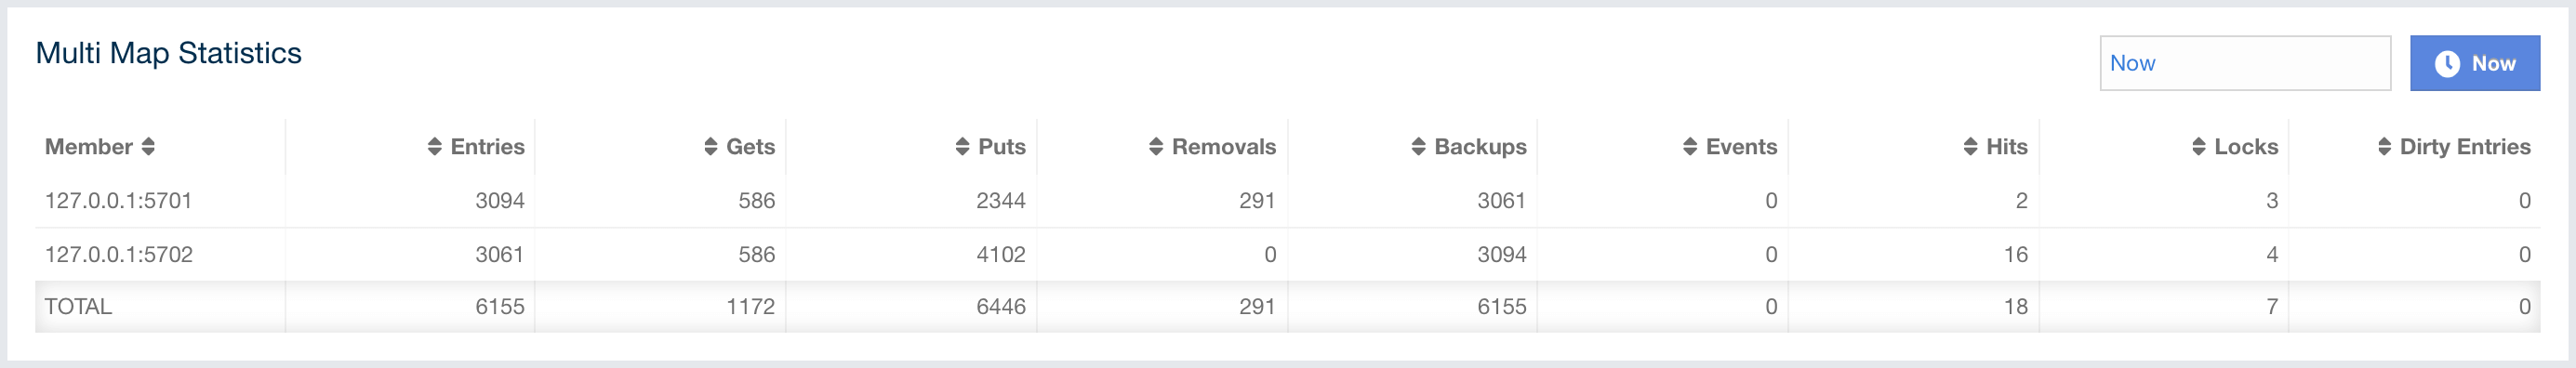 Multi Map Statistics
Now Now
Member Entries Gets Puts Removals Backups Events Hits Locks Dirty Entries
127.0.0.1:5701 3094 586 2344 291 3061 0 2 3 0
127.0.0.1:5702 3061 586 4102 0 3094 0 16 4 0
TOTAL 6155 1172 6446 291 6155 0 18 7 0